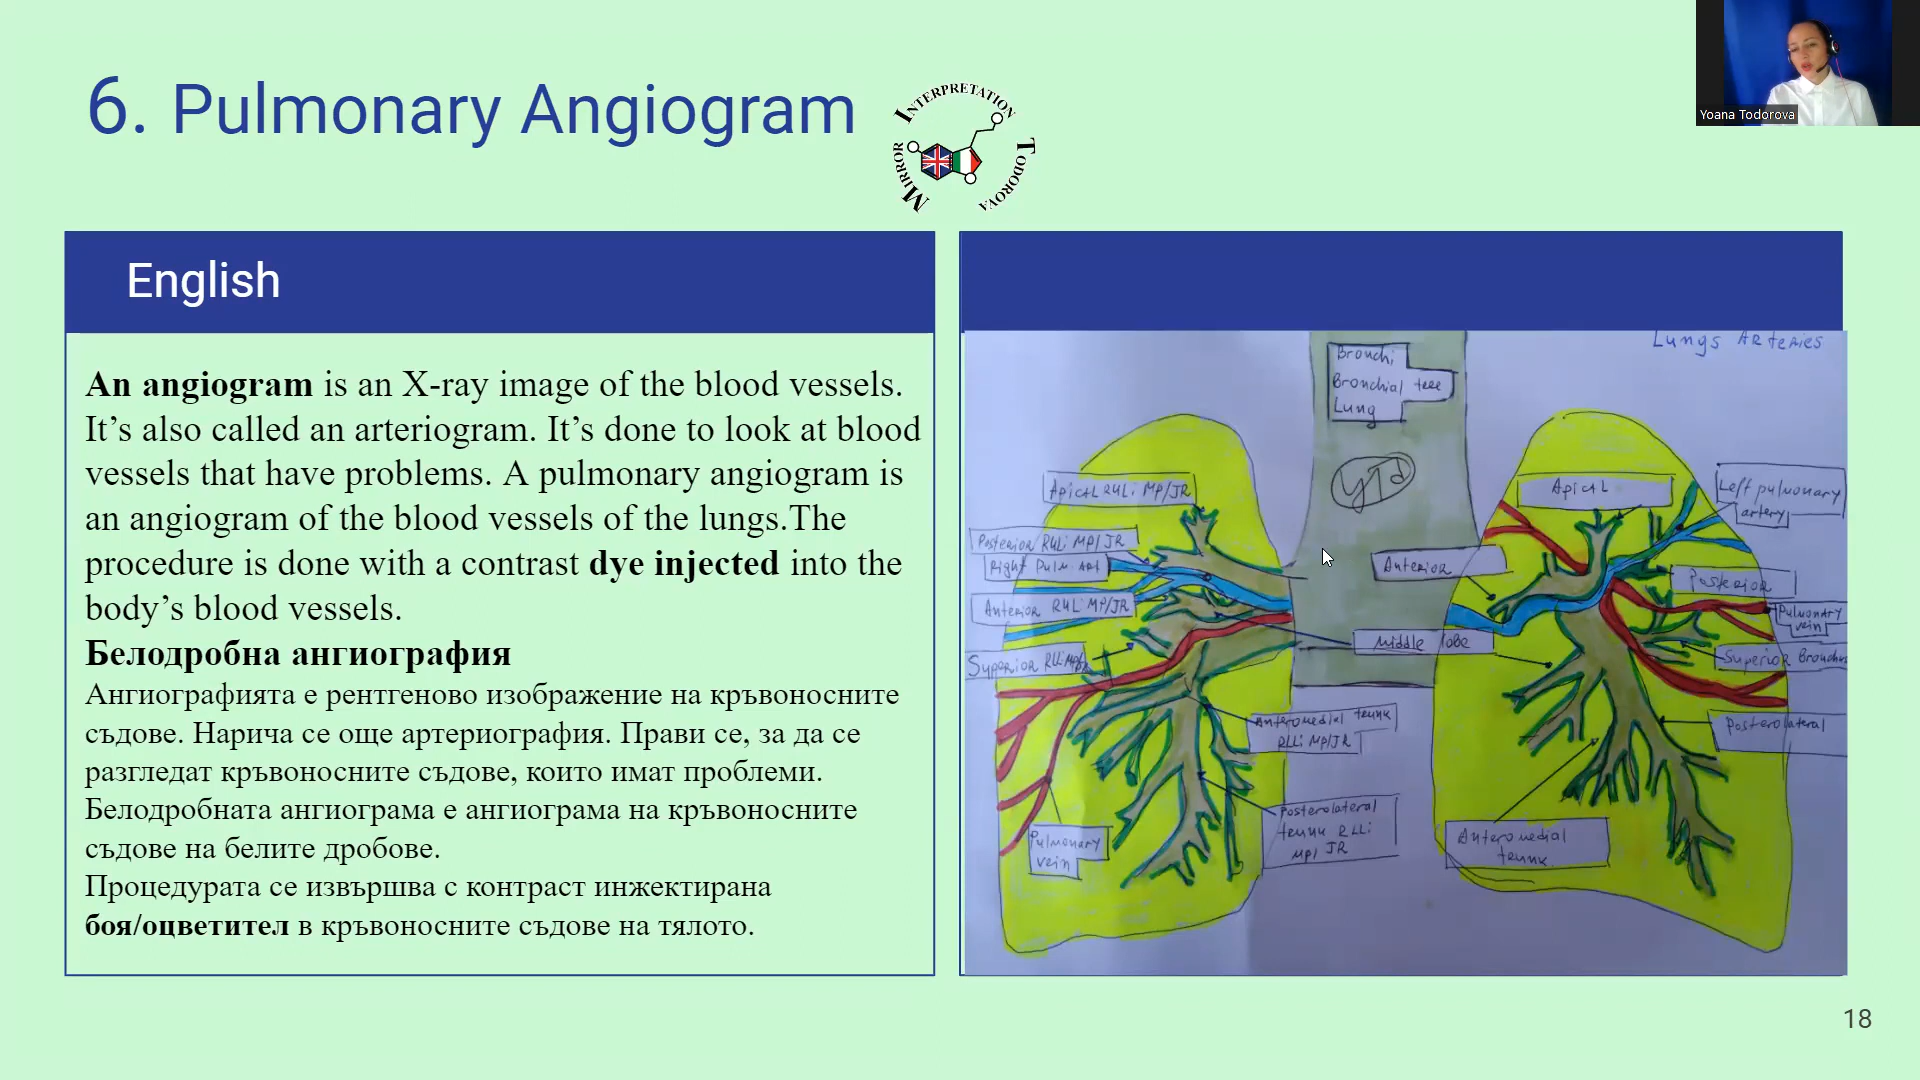 6. Pulmonary Angiogram
MIRROR INTERPRETATION TODOROVA
Yoana Todorova
English
An angiogram is an X-ray image of the blood vessels.
It’s also called an arteriogram. It’s done to look at blood
vessels that have problems. A pulmonary angiogram is
an angiogram of the blood vessels of the lungs.The
procedure is done with a contrast dye injected into the
body’s blood vessels.
Белодробна ангиография
Ангиографията е рентгеново изображение на кръвоносните
съдове. Нарича се още артериография. Прави се, за да се
разгледат кръвоносните съдове, които имат проблеми.
Белодробната ангиограма е ангиограма на кръвоносните
съдове на белите дробове.
Процедурата се извършва с контраст инжектирана
боя/оцветител в кръвоносните съдове на тялото.
Lungs Arteries
Bronchi
Bronchial tree
Lung
YTD
Apical RUL: MP/JR
Posterior RUL: MP/JR
Right Pulm. Art
Anterior RUL: MP/JR
Superior RLL: MP/JR
Pulmonary
vein
Anteromedial trunk
RLL: MP/JR
Posterolateral
trunk RLL:
MP/JR
Apical
Left pulmonary
artery
Anterior
Posterior
Pulmonary
vein
Middle lobe
Superior Bronchus
Posterolateral
Anteromedial
trunk
18